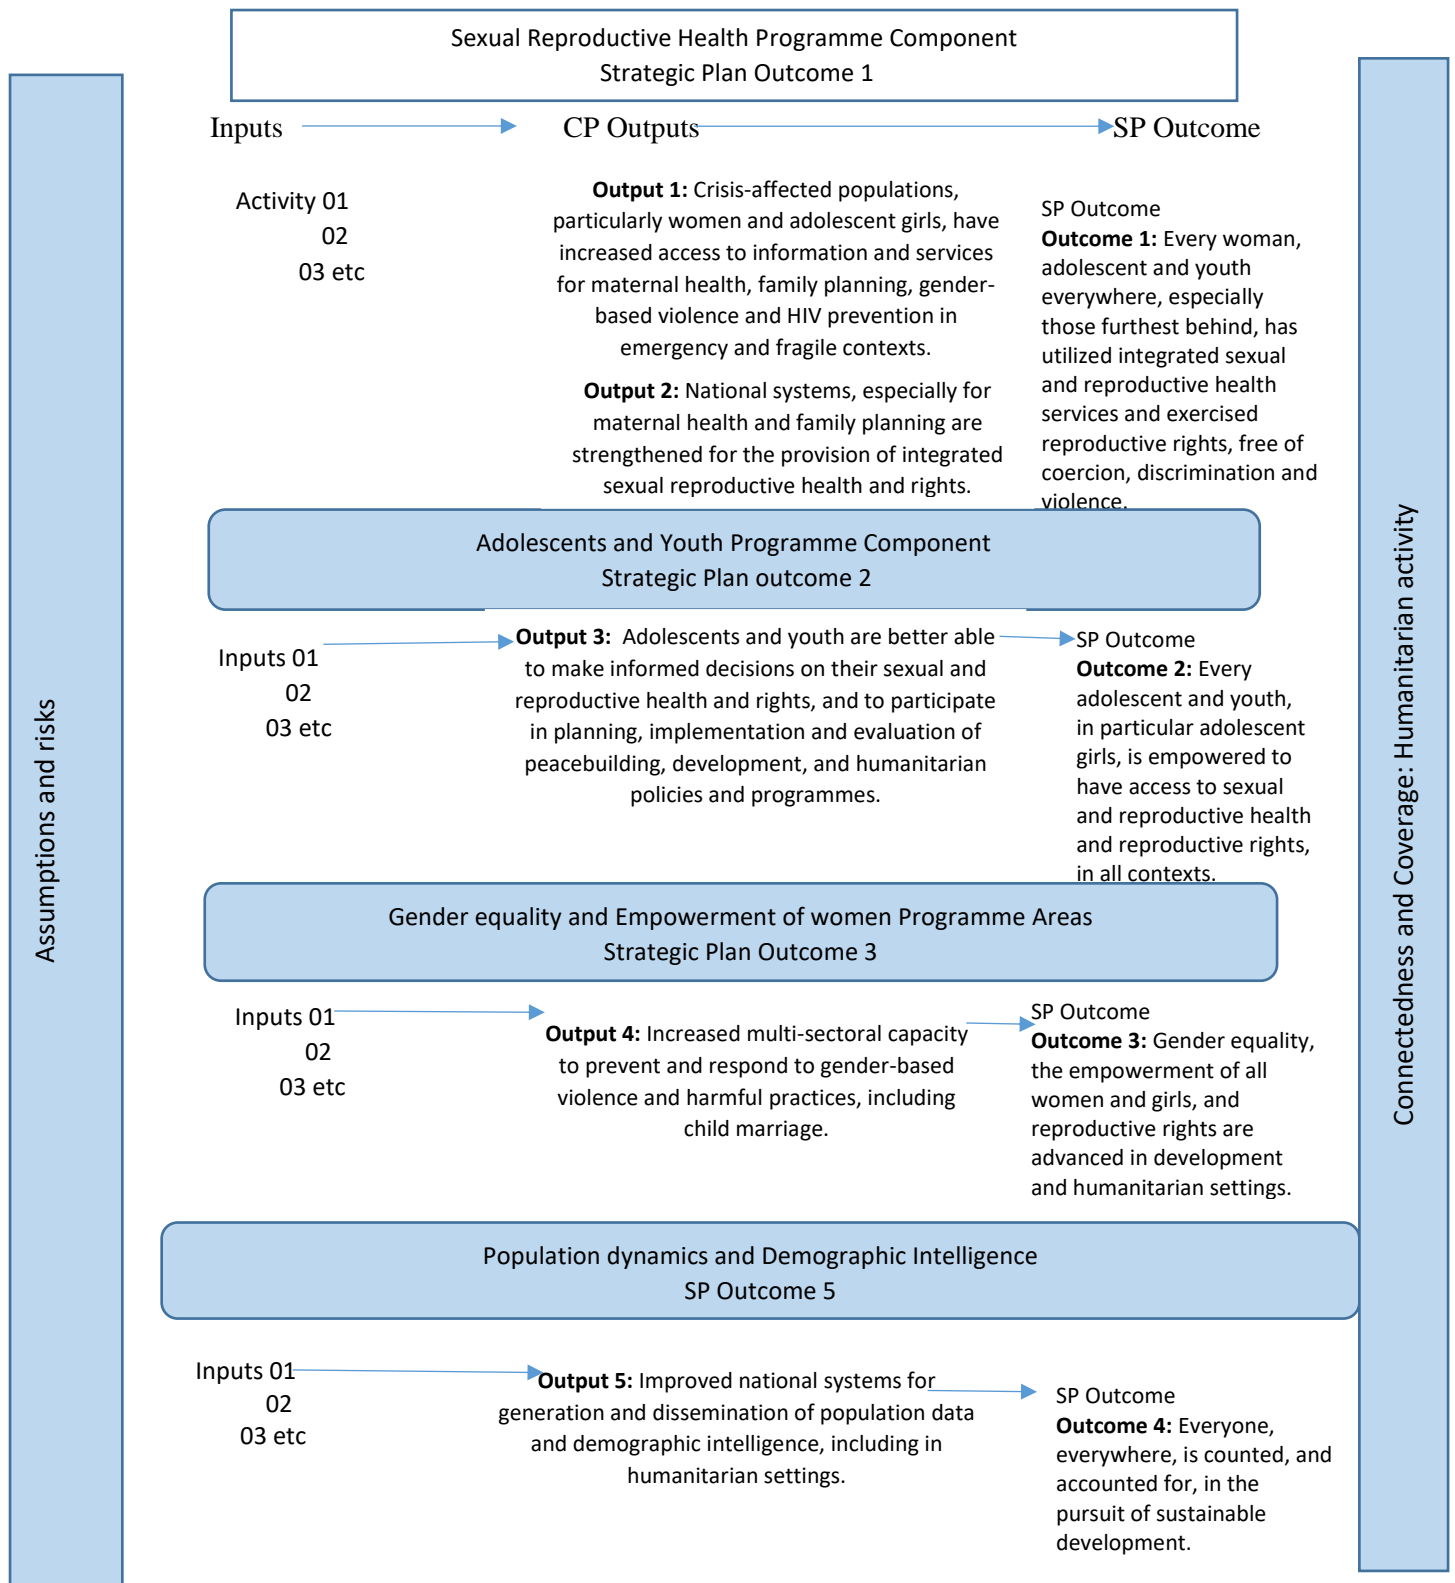 Sexual Reproductive Health Programme Component
Strategic Plan Outcome 1
Inputs
CP Outputs
SP Outcome
Activity 01
02
03 etc
Output 1: Crisis-affected populations,
particularly women and adolescent girls, have
increased access to information and services
for maternal health, family planning, gender-
based violence and HIV prevention in
emergency and fragile contexts.
Output 2: National systems, especially for
maternal health and family planning are
strengthened for the provision of integrated
sexual reproductive health and rights.
SP Outcome
Outcome 1: Every woman,
adolescent and youth
everywhere, especially
those furthest behind, has
utilized integrated sexual
and reproductive health
services and exercised
reproductive rights, free of
coercion, discrimination and
violence.
Adolescents and Youth Programme Component
Strategic Plan outcome 2
Inputs 01
02
03 etc
Output 3: Adolescents and youth are better able
to make informed decisions on their sexual and
reproductive health and rights, and to participate
in planning, implementation and evaluation of
peacebuilding, development, and humanitarian
policies and programmes.
SP Outcome
Outcome 2: Every
adolescent and youth,
in particular adolescent
girls, is empowered to
have access to sexual
and reproductive health
and reproductive rights,
in all contexts.
Gender equality and Empowerment of women Programme Areas
Strategic Plan Outcome 3
Inputs 01
02
03 etc
Output 4: Increased multi-sectoral capacity
to prevent and respond to gender-based
violence and harmful practices, including
child marriage.
SP Outcome
Outcome 3: Gender equality,
the empowerment of all
women and girls, and
reproductive rights are
advanced in development
and humanitarian settings.
Population dynamics and Demographic Intelligence
SP Outcome 5
Inputs 01
02
03 etc
Output 5: Improved national systems for
generation and dissemination of population data
and demographic intelligence, including in
humanitarian settings.
SP Outcome
Outcome 4: Everyone,
everywhere, is counted, and
accounted for, in the
pursuit of sustainable
development.
Assumptions and risks
Connectedness and Coverage: Humanitarian activity